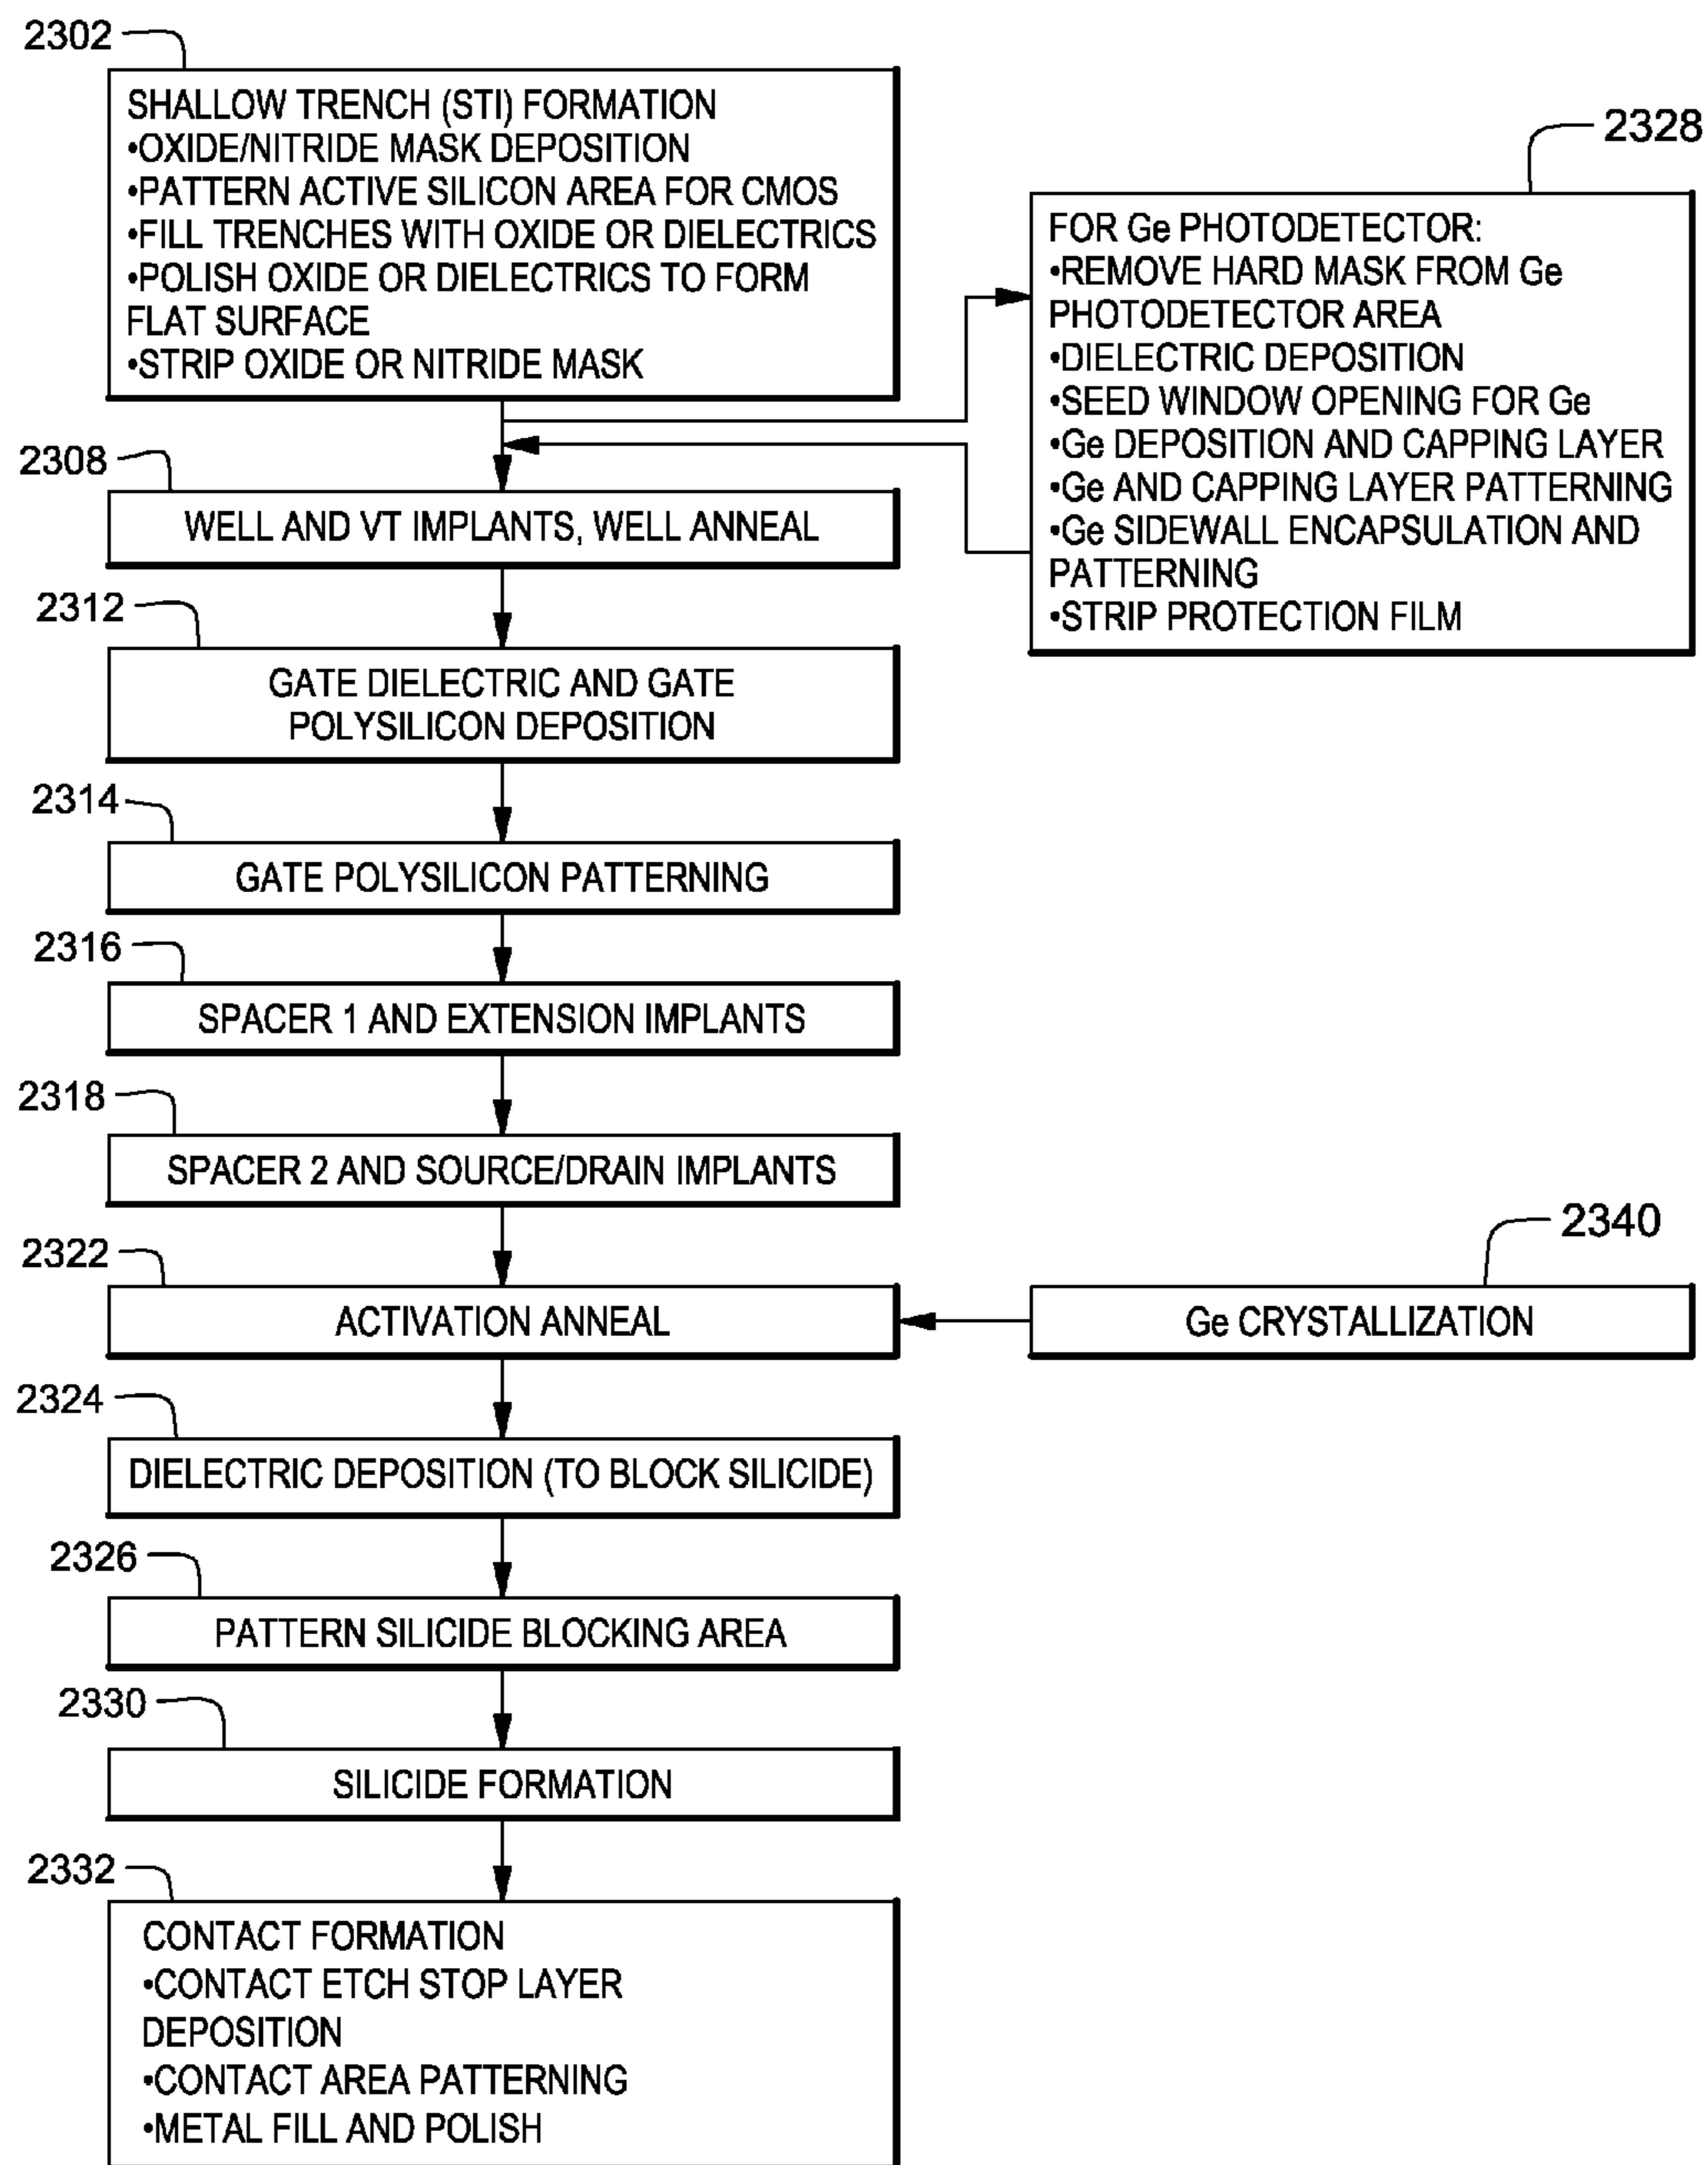 2302
SHALLOW TRENCH (STI) FORMATION
•OXIDE/NITRIDE MASK DEPOSITION
•PATTERN ACTIVE SILICON AREA FOR CMOS
•FILL TRENCHES WITH OXIDE OR DIELECTRICS
•POLISH OXIDE OR DIELECTRICS TO FORM
FLAT SURFACE
•STRIP OXIDE OR NITRIDE MASK
2328
FOR Ge PHOTODETECTOR:
•REMOVE HARD MASK FROM Ge
PHOTODETECTOR AREA
•DIELECTRIC DEPOSITION
•SEED WINDOW OPENING FOR Ge
•Ge DEPOSITION AND CAPPING LAYER
•Ge AND CAPPING LAYER PATTERNING
•Ge SIDEWALL ENCAPSULATION AND
PATTERNING
•STRIP PROTECTION FILM
2308
WELL AND VT IMPLANTS, WELL ANNEAL
2312
GATE DIELECTRIC AND GATE
POLYSILICON DEPOSITION
2314
GATE POLYSILICON PATTERNING
2316
SPACER 1 AND EXTENSION IMPLANTS
2318
SPACER 2 AND SOURCE/DRAIN IMPLANTS
2322
ACTIVATION ANNEAL
2340
Ge CRYSTALLIZATION
2324
DIELECTRIC DEPOSITION (TO BLOCK SILICIDE)
2326
PATTERN SILICIDE BLOCKING AREA
2330
SILICIDE FORMATION
2332
CONTACT FORMATION
•CONTACT ETCH STOP LAYER
DEPOSITION
•CONTACT AREA PATTERNING
•METAL FILL AND POLISH